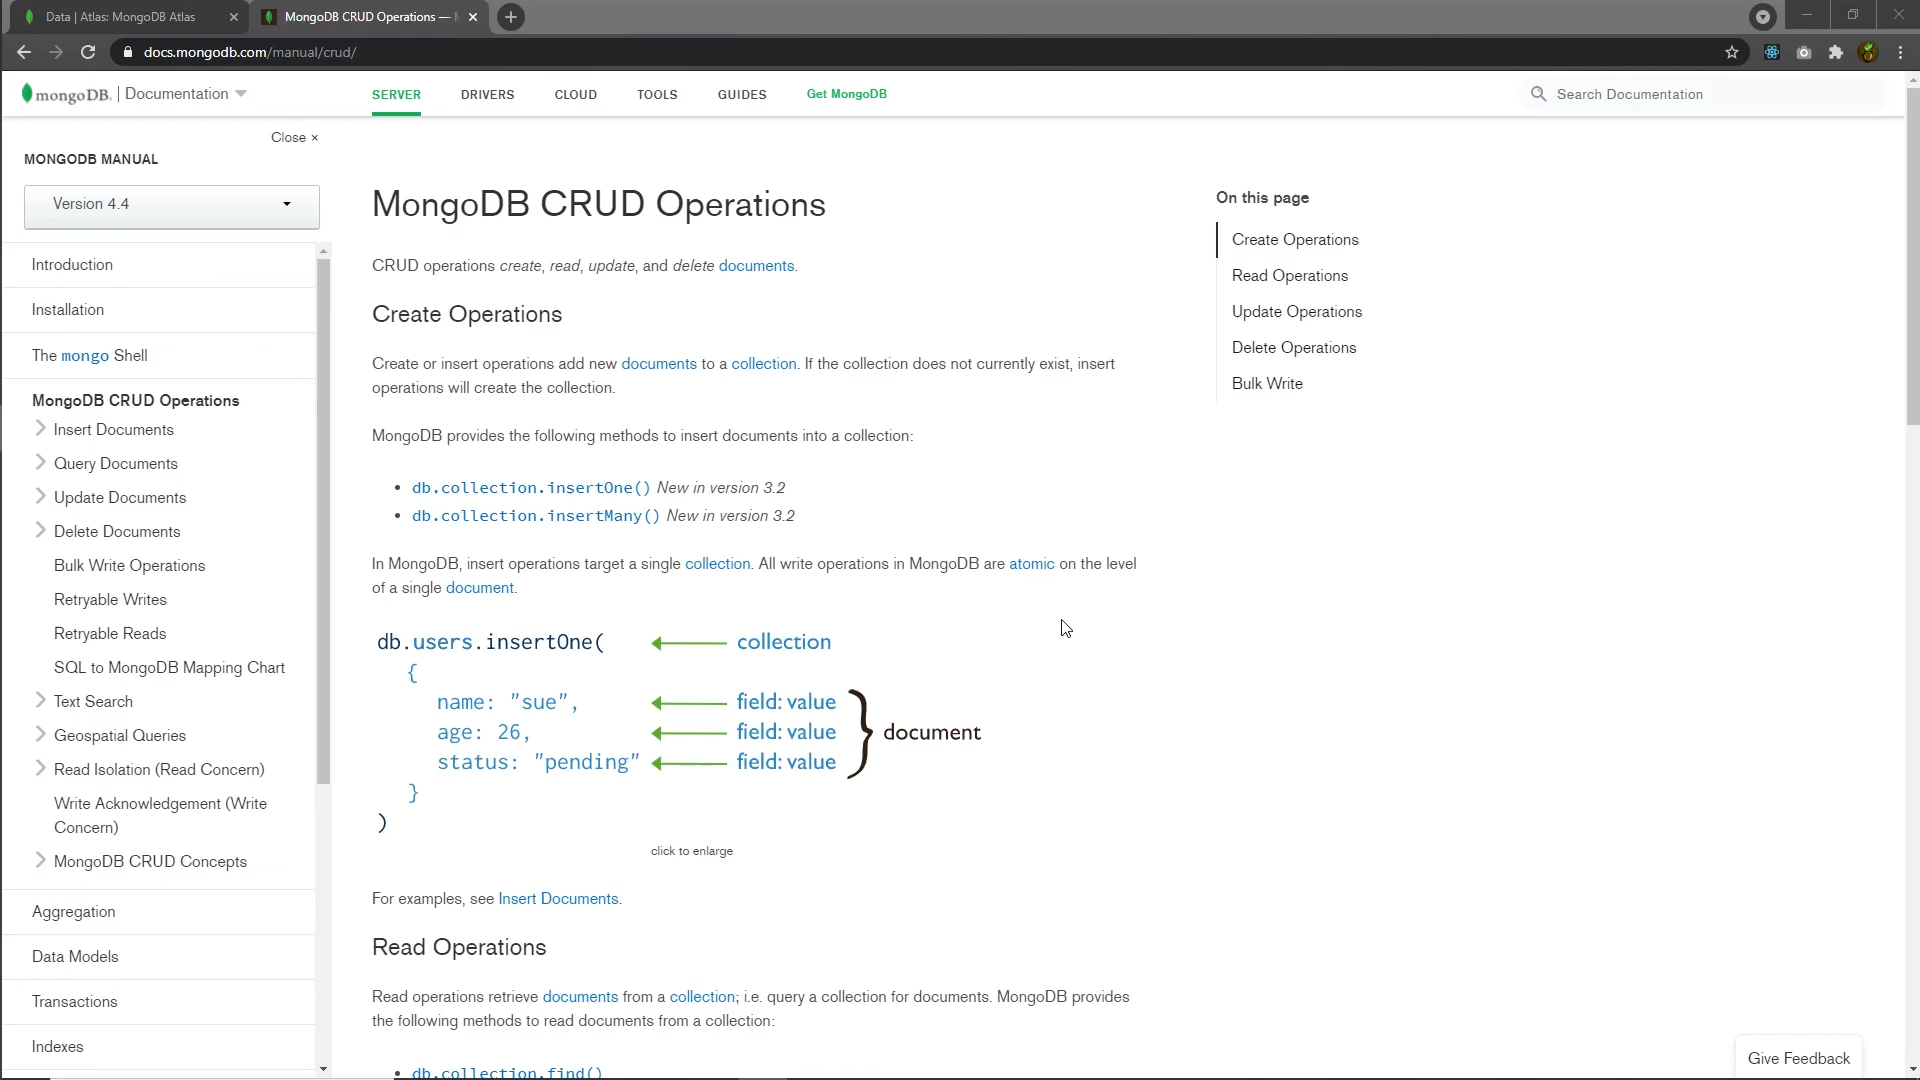 Data | Atlas: MongoDB Atlas
MongoDB CRUD Operations —
docs.mongodb.com/manual/crud/
mongoDB. | Documentation
SERVER
DRIVERS
CLOUD
TOOLS
GUIDES
Get MongoDB
Search Documentation
Close ×
MONGODB MANUAL
Version 4.4
Introduction
Installation
The mongo Shell
MongoDB CRUD Operations
Insert Documents
Query Documents
Update Documents
Delete Documents
Bulk Write Operations
Retryable Writes
Retryable Reads
SQL to MongoDB Mapping Chart
Text Search
Geospatial Queries
Read Isolation (Read Concern)
Write Acknowledgement (Write
Concern)
MongoDB CRUD Concepts
Aggregation
Data Models
Transactions
Indexes
MongoDB CRUD Operations
CRUD operations create, read, update, and delete documents.
Create Operations
Create or insert operations add new documents to a collection. If the collection does not currently exist, insert
operations will create the collection.
MongoDB provides the following methods to insert documents into a collection:
• db.collection.insertOne() New in version 3.2
• db.collection.insertMany() New in version 3.2
In MongoDB, insert operations target a single collection. All write operations in MongoDB are atomic on the level
of a single document.
db.users.insertOne( collection
{
name: "sue", field: value
age: 26, field: value document
status: "pending" field: value
}
)
click to enlarge
For examples, see Insert Documents.
Read Operations
Read operations retrieve documents from a collection; i.e. query a collection for documents. MongoDB provides
the following methods to read documents from a collection:
• db.collection.find()
On this page
Create Operations
Read Operations
Update Operations
Delete Operations
Bulk Write
Give Feedback